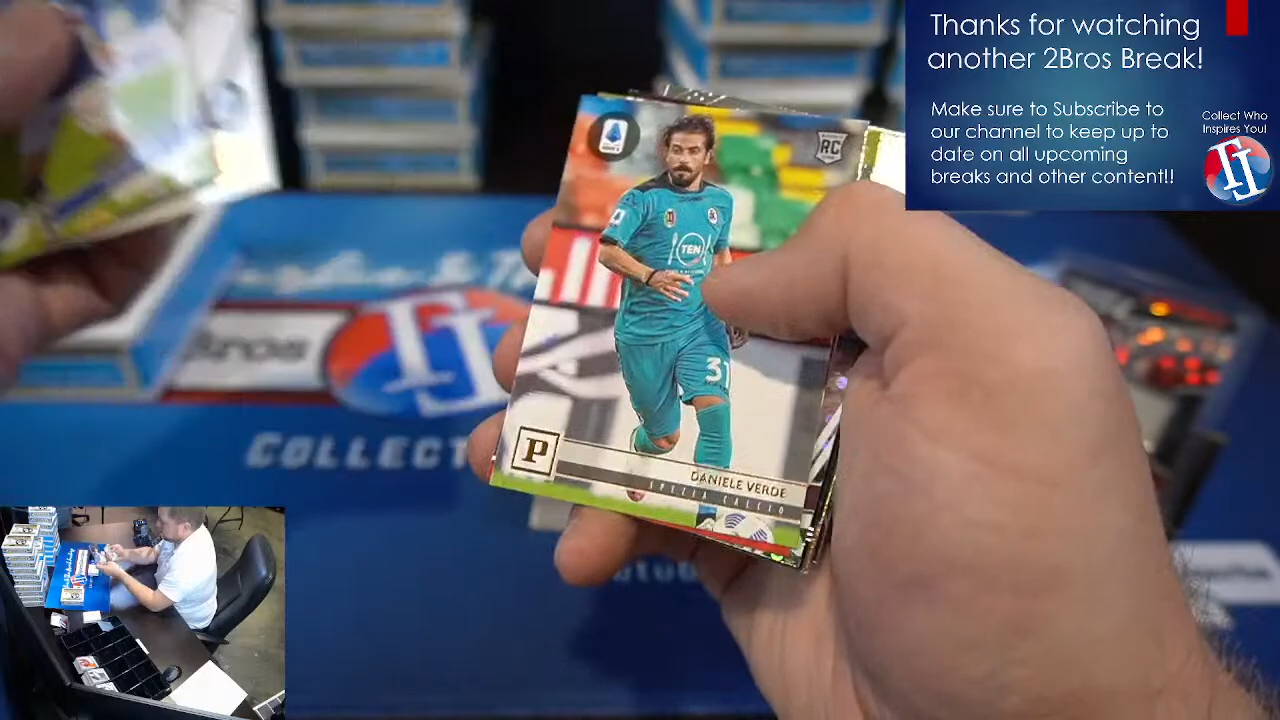 Thanks for watching
another 2Bros Break!
Make sure to Subscribe to
our channel to keep up to
date on all upcoming
breaks and other content!!
Collect Who
Inspires You!
RC
TEN
31
P
DANIELE VERDE
SPEZIA CALCIO
Bros
COLLECT